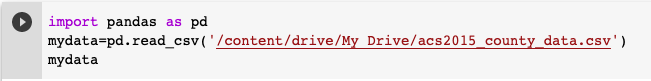 import pandas as pd
mydata=pd.read_csv('/content/drive/My Drive/acs2015_county_data.csv')
mydata